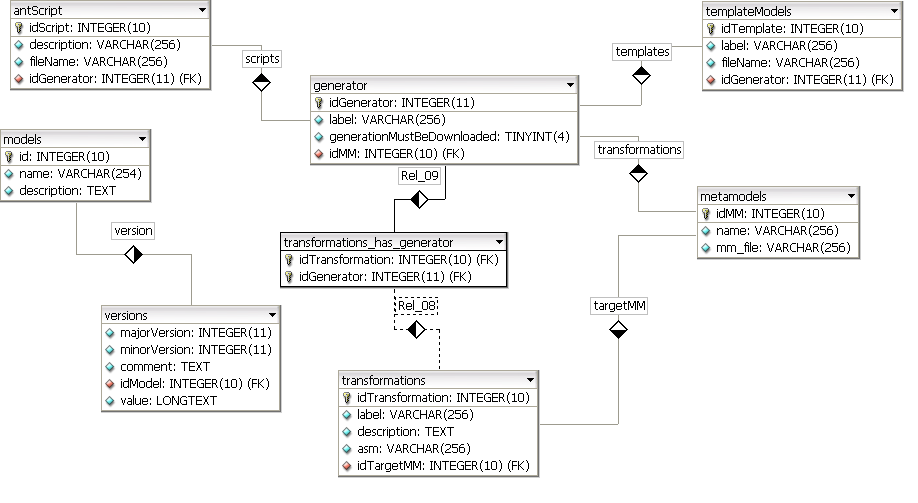 antScript
idScript: INTEGER(10)
description: VARCHAR(256)
fileName: VARCHAR(256)
idGenerator: INTEGER(11) (FK)
scripts
templates
templateModels
idTemplate: INTEGER(10)
label: VARCHAR(256)
fileName: VARCHAR(256)
idGenerator: INTEGER(11) (FK)
generator
idGenerator: INTEGER(11)
label: VARCHAR(256)
generationMustBeDownloaded: TINYINT(4)
idMM: INTEGER(10) (FK)
models
id: INTEGER(10)
name: VARCHAR(254)
description: TEXT
transformations
Rel_09
metamodels
idMM: INTEGER(10)
name: VARCHAR(256)
mm_file: VARCHAR(256)
version
transformations_has_generator
idTransformation: INTEGER(10) (FK)
idGenerator: INTEGER(11) (FK)
Rel_08
targetMM
versions
majorVersion: INTEGER(11)
minorVersion: INTEGER(11)
comment: TEXT
idModel: INTEGER(10) (FK)
value: LONGTEXT
transformations
idTransformation: INTEGER(10)
label: VARCHAR(256)
description: TEXT
asm: VARCHAR(256)
idTargetMM: INTEGER(10) (FK)